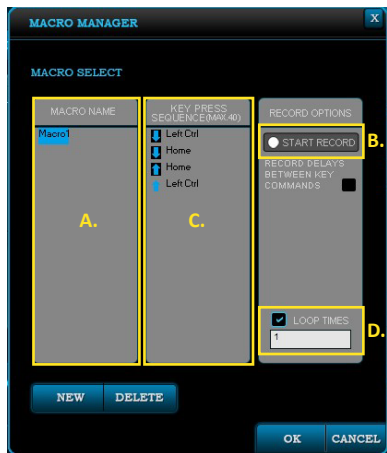 MACRO MANAGER
X
MACRO SELECT
MACRO NAME
KEY PRESS
SEQUENCE(MAX.40)
RECORD OPTIONS
Macro1
Left Ctrl
Home
Home
Left Ctrl
START RECORD
B.
RECORD DELAYS
BETWEEN KEY
COMMANDS
A.
C.
LOOP TIMES
1
D.
NEW
DELETE
OK
CANCEL